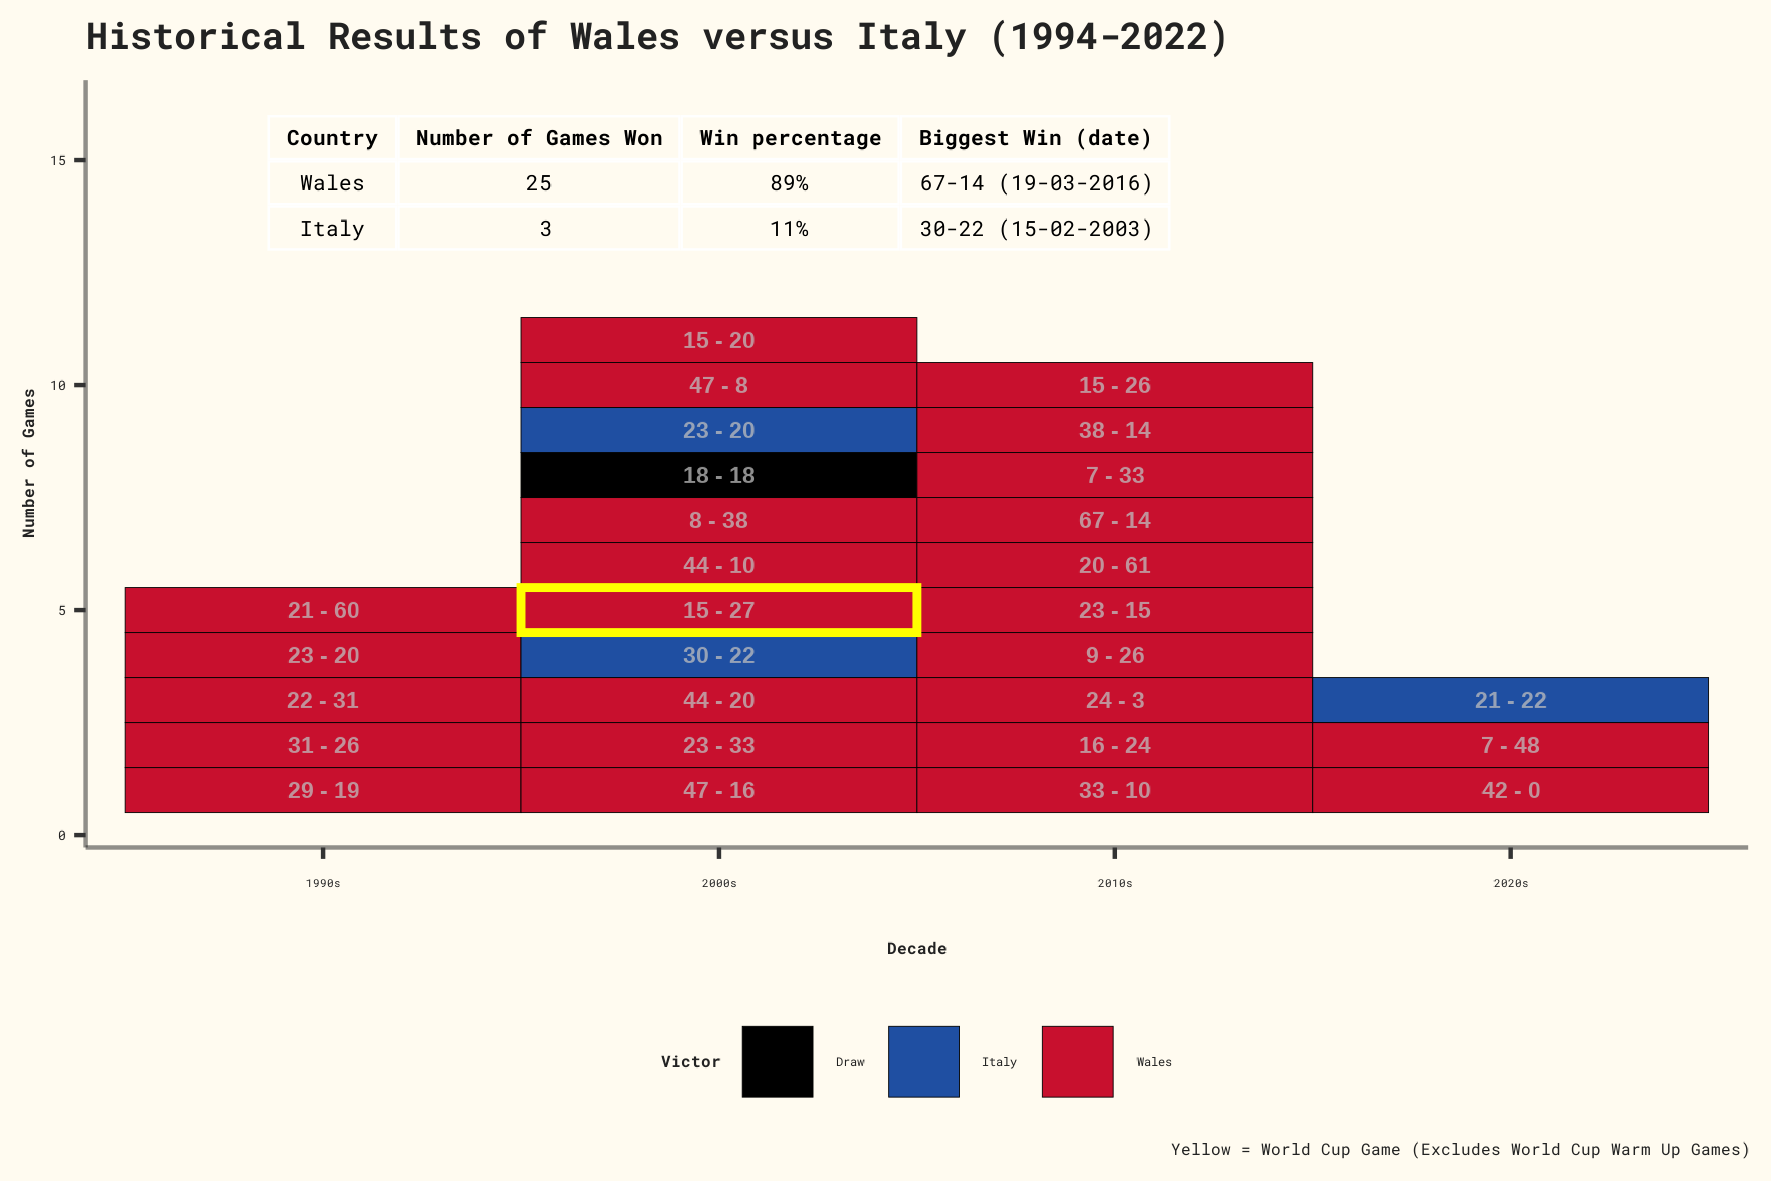 Historical Results of Wales versus Italy (1994-2022)
Country Number of Games Won Win percentage Biggest Win (date)
Wales 25 89% 67-14 (19-03-2016)
Italy 3 11% 30-22 (15-02-2003)
Number of Games
15
10
5
0
15 - 20
47 - 8 15 - 26
23 - 20 38 - 14
18 - 18 7 - 33
8 - 38 67 - 14
44 - 10 20 - 61
21 - 60 15 - 27 23 - 15
23 - 20 30 - 22 9 - 26
22 - 31 44 - 20 24 - 3 21 - 22
31 - 26 23 - 33 16 - 24 7 - 48
29 - 19 47 - 16 33 - 10 42 - 0
1990s 2000s 2010s 2020s
Decade
Victor Draw Italy Wales
Yellow = World Cup Game (Excludes World Cup Warm Up Games)